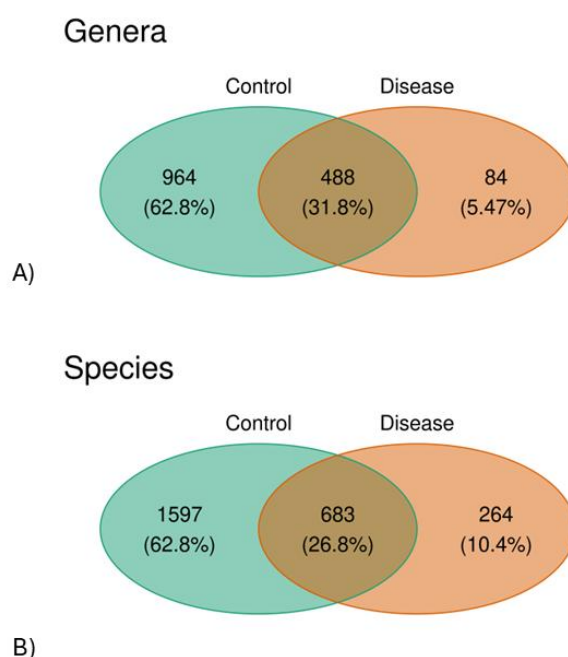 Genera
Control Disease
964 488 84
(62.8%) (31.8%) (5.47%)
A)
Species
Control Disease
1597 683 264
(62.8%) (26.8%) (10.4%)
B)